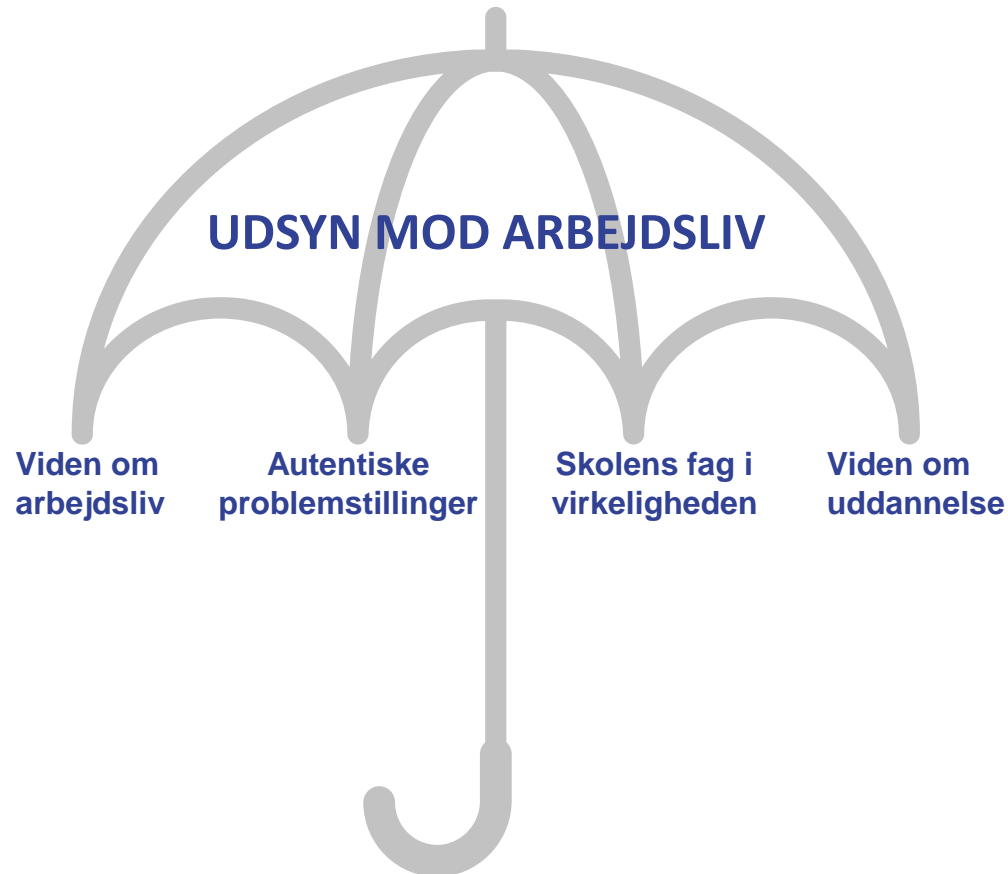 UDSYN MOD ARBEJDSLIV
Viden om
arbejdsliv
Autentiske
problemstillinger
Skolens fag i
virkeligheden
Viden om
uddannelse